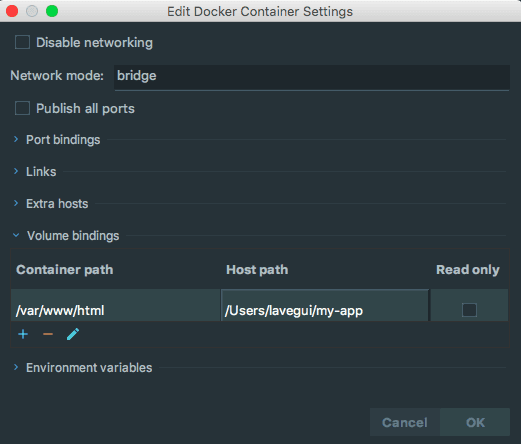 Edit Docker Container Settings
Disable networking
Network mode: bridge
Publish all ports
Port bindings
Links
Extra hosts
Volume bindings
Container path Host path Read only
/var/www/html /Users/lavegui/my-app
Environment variables
Cancel OK